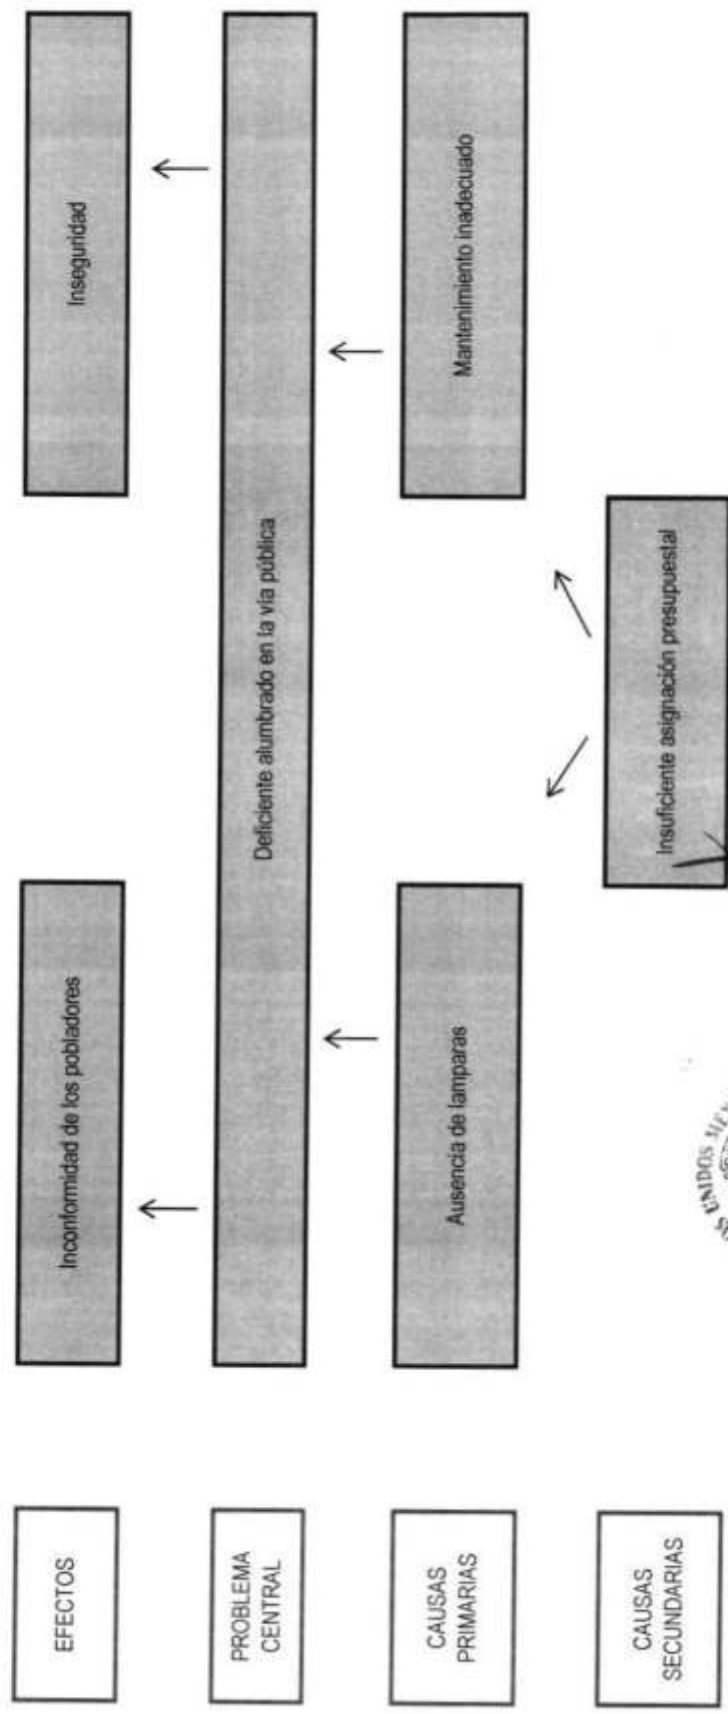 EFECTOS
Inconformidad de los pobladores
Inseguridad
PROBLEMA
CENTRAL
Deficiente alumbrado en la vía pública
CAUSAS
PRIMARIAS
Ausencia de lamparas
Mantenimiento inadecuado
CAUSAS
SECUNDARIAS
Insuficiente asignación presupuestal
UNIDOS